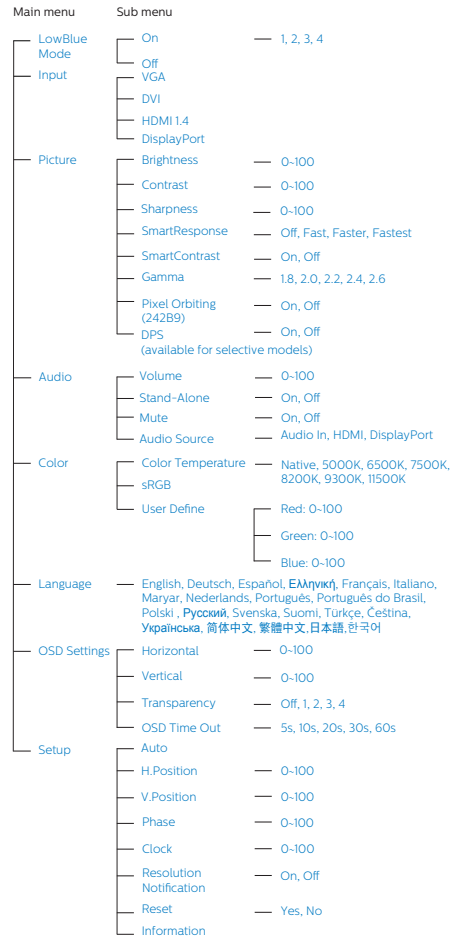 Main menu Sub menu
LowBlue Mode On 1, 2, 3, 4
Off
Input VGA
DVI
HDMI 1.4
DisplayPort
Picture Brightness 0~100
Contrast 0~100
Sharpness 0~100
SmartResponse Off, Fast, Faster, Fastest
SmartContrast On, Off
Gamma 1.8, 2.0, 2.2, 2.4, 2.6
Pixel Orbiting On, Off
(242B9)
DPS On, Off
(available for selective models)
Audio Volume 0~100
Stand-Alone On, Off
Mute On, Off
Audio Source Audio In, HDMI, DisplayPort
Color Color Temperature Native, 5000K, 6500K, 7500K,
8200K, 9300K, 11500K
sRGB
User Define Red: 0~100
Green: 0~100
Blue: 0~100
Language English, Deutsch, Español, Ελληνική, Français, Italiano,
Maryar, Nederlands, Português, Português do Brasil,
Polski , Русский, Svenska, Suomi, Türkçe, Čeština,
Українська, 简体中文, 繁體中文,日本語,한국어
OSD Settings Horizontal 0~100
Vertical 0~100
Transparency Off, 1, 2, 3, 4
OSD Time Out 5s, 10s, 20s, 30s, 60s
Setup Auto
H.Position 0~100
V.Position 0~100
Phase 0~100
Clock 0~100
Resolution On, Off
Notification
Reset Yes, No
Information